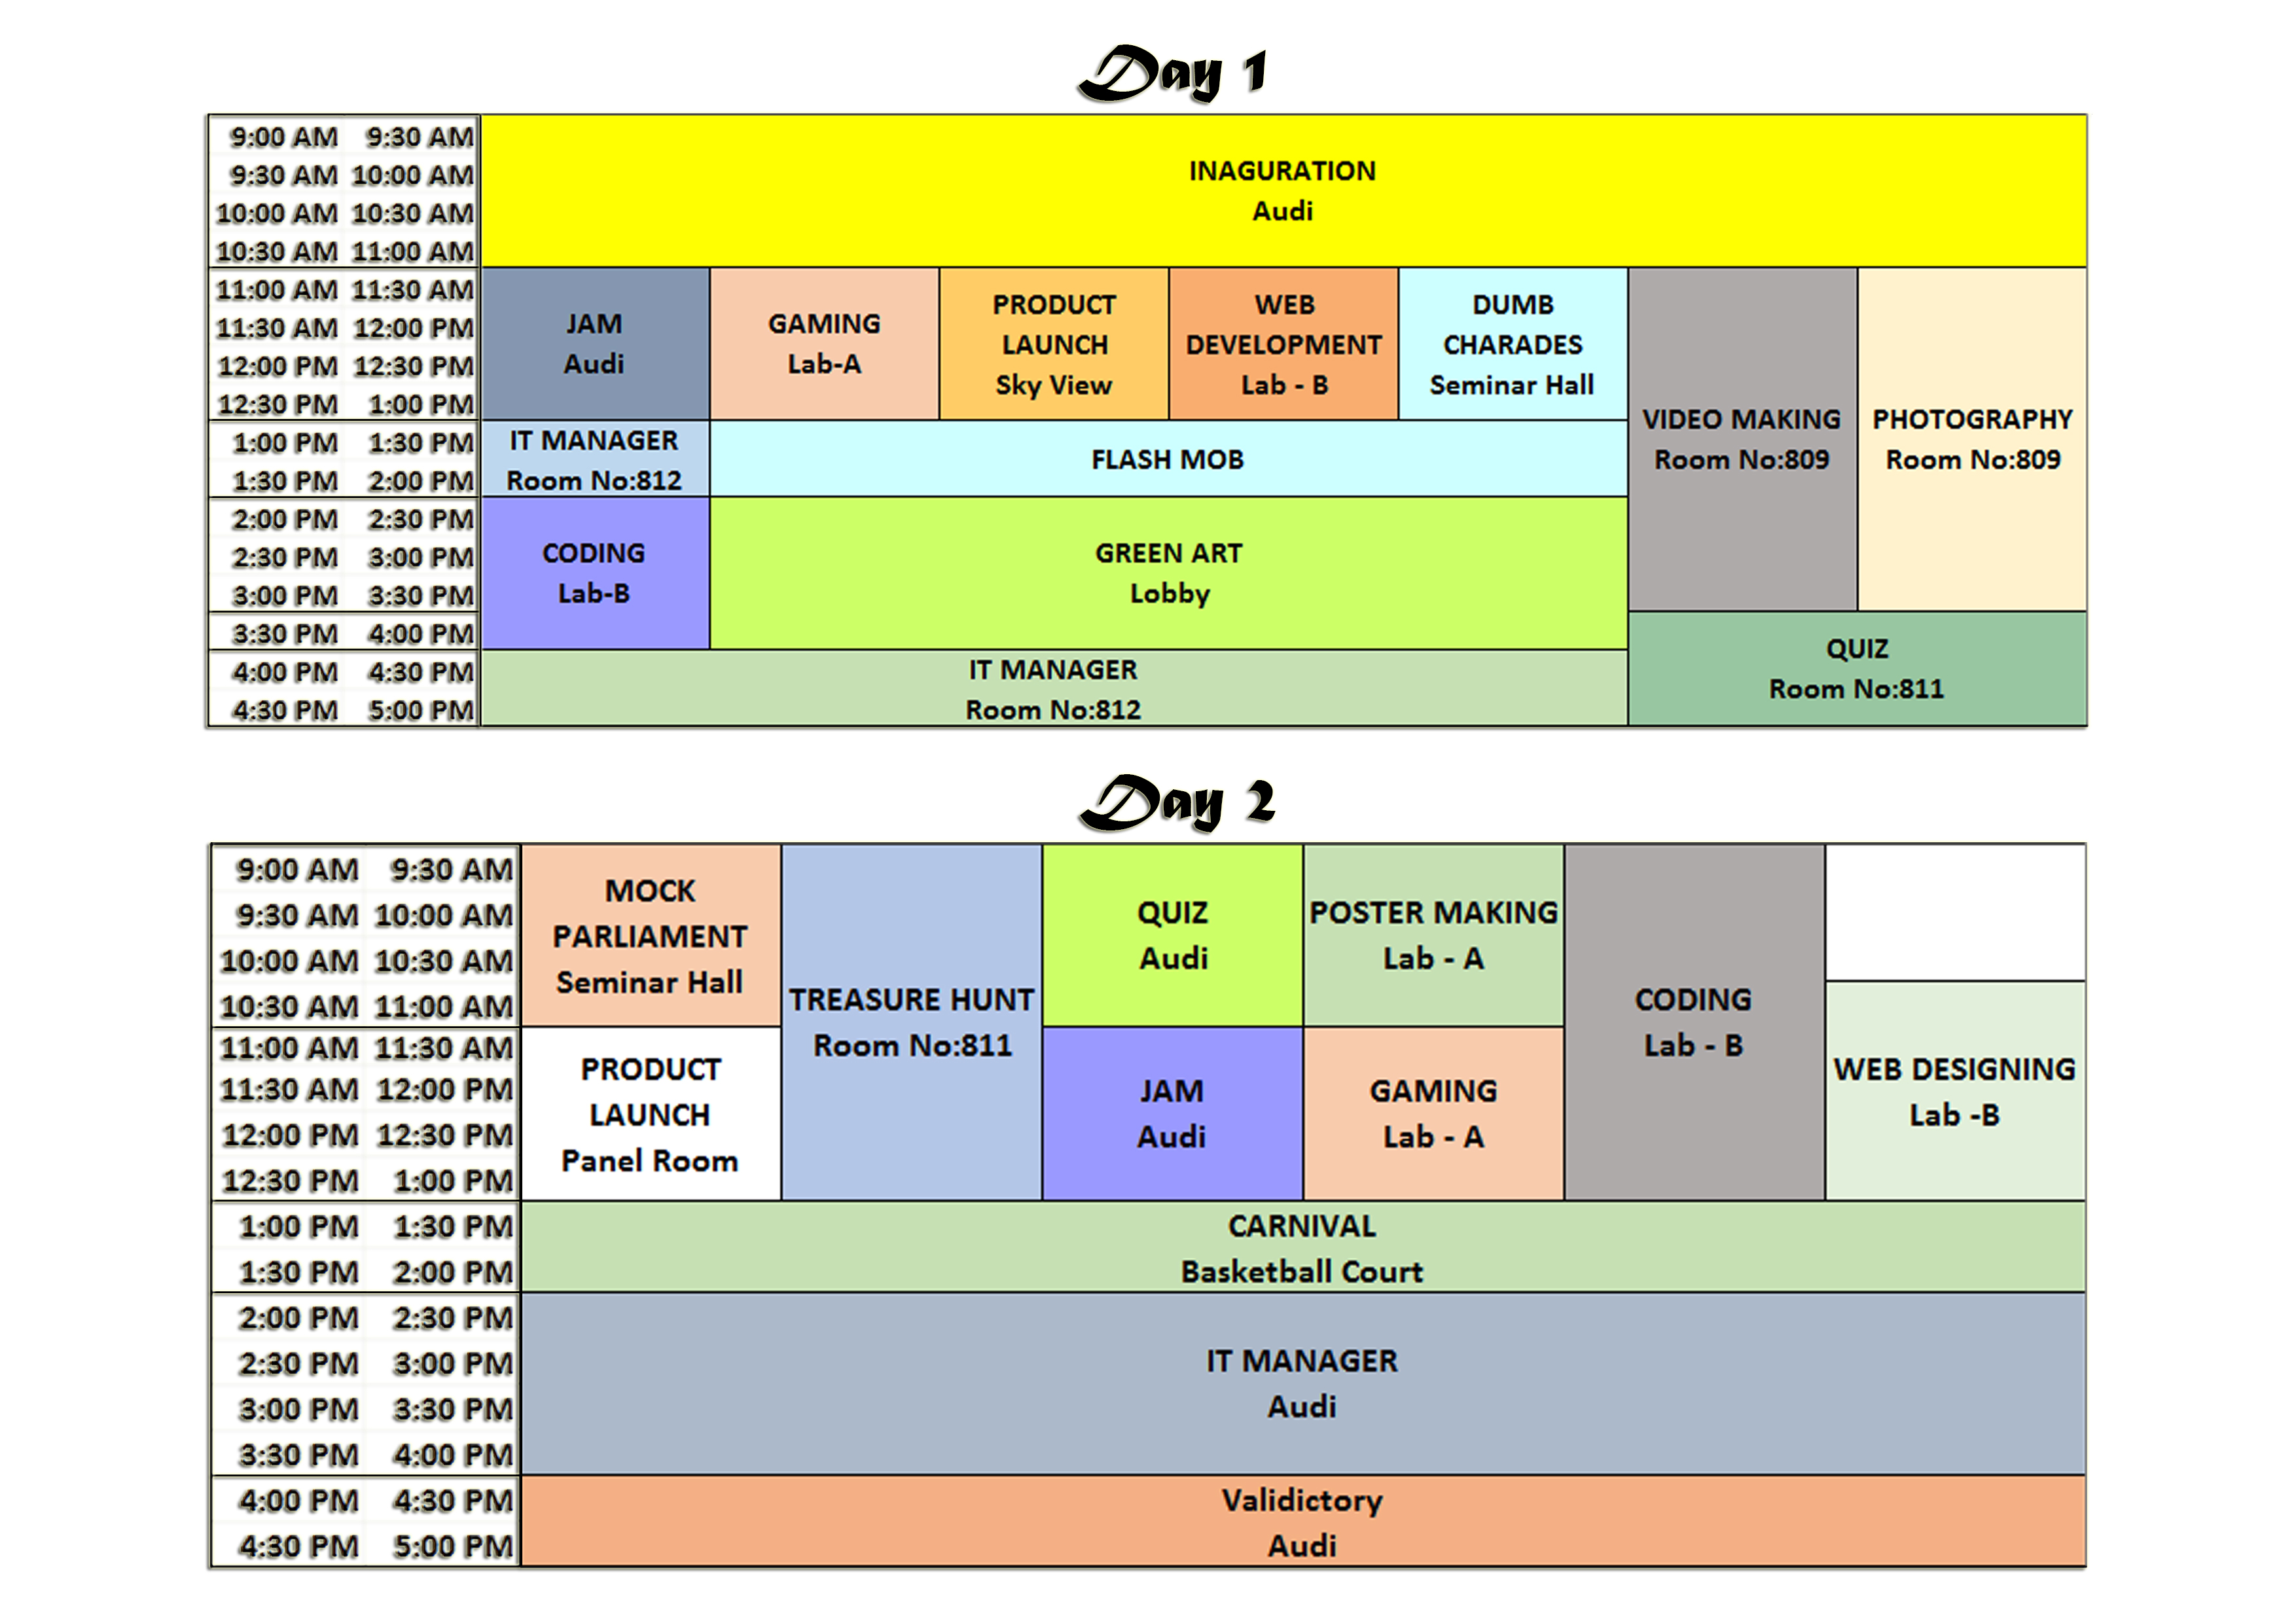 Day 1
9:00 AM 9:30 AM
9:30 AM 10:00 AM
10:00 AM 10:30 AM
10:30 AM 11:00 AM
INAGURATION
Audi
11:00 AM 11:30 AM
11:30 AM 12:00 PM
12:00 PM 12:30 PM
12:30 PM 1:00 PM
JAM
Audi
GAMING
Lab-A
PRODUCT
LAUNCH
Sky View
WEB
DEVELOPMENT
Lab - B
DUMB
CHARADES
Seminar Hall
VIDEO MAKING
Room No:809
PHOTOGRAPHY
Room No:809
1:00 PM 1:30 PM
1:30 PM 2:00 PM
IT MANAGER
Room No:812
FLASH MOB
2:00 PM 2:30 PM
2:30 PM 3:00 PM
3:00 PM 3:30 PM
3:30 PM 4:00 PM
CODING
Lab-B
GREEN ART
Lobby
4:00 PM 4:30 PM
4:30 PM 5:00 PM
IT MANAGER
Room No:812
QUIZ
Room No:811
Day 2
9:00 AM 9:30 AM
9:30 AM 10:00 AM
10:00 AM 10:30 AM
10:30 AM 11:00 AM
MOCK
PARLIAMENT
Seminar Hall
TREASURE HUNT
Room No:811
QUIZ
Audi
POSTER MAKING
Lab - A
CODING
Lab - B
11:00 AM 11:30 AM
11:30 AM 12:00 PM
12:00 PM 12:30 PM
12:30 PM 1:00 PM
PRODUCT
LAUNCH
Panel Room
JAM
Audi
GAMING
Lab - A
WEB DESIGNING
Lab -B
1:00 PM 1:30 PM
1:30 PM 2:00 PM
CARNIVAL
Basketball Court
2:00 PM 2:30 PM
2:30 PM 3:00 PM
3:00 PM 3:30 PM
3:30 PM 4:00 PM
IT MANAGER
Audi
4:00 PM 4:30 PM
4:30 PM 5:00 PM
Validictory
Audi